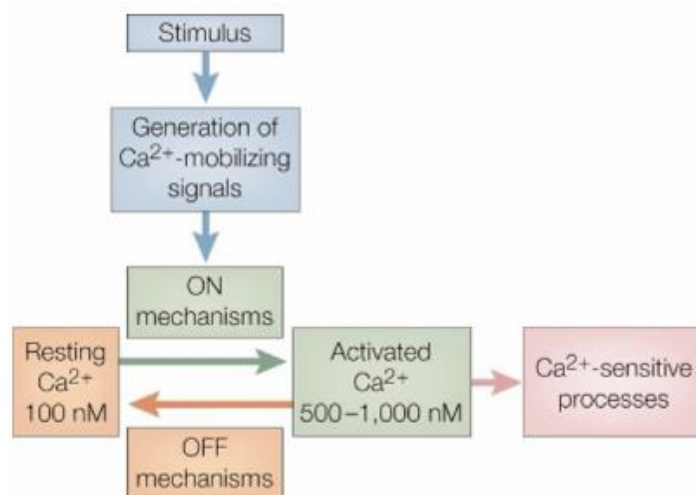 Stimulus
Generation of
Ca²⁺-mobilizing
signals
ON
mechanisms
Resting
Ca²⁺
100 nM
Activated
Ca²⁺
500–1,000 nM
Ca²⁺-sensitive
processes
OFF
mechanisms